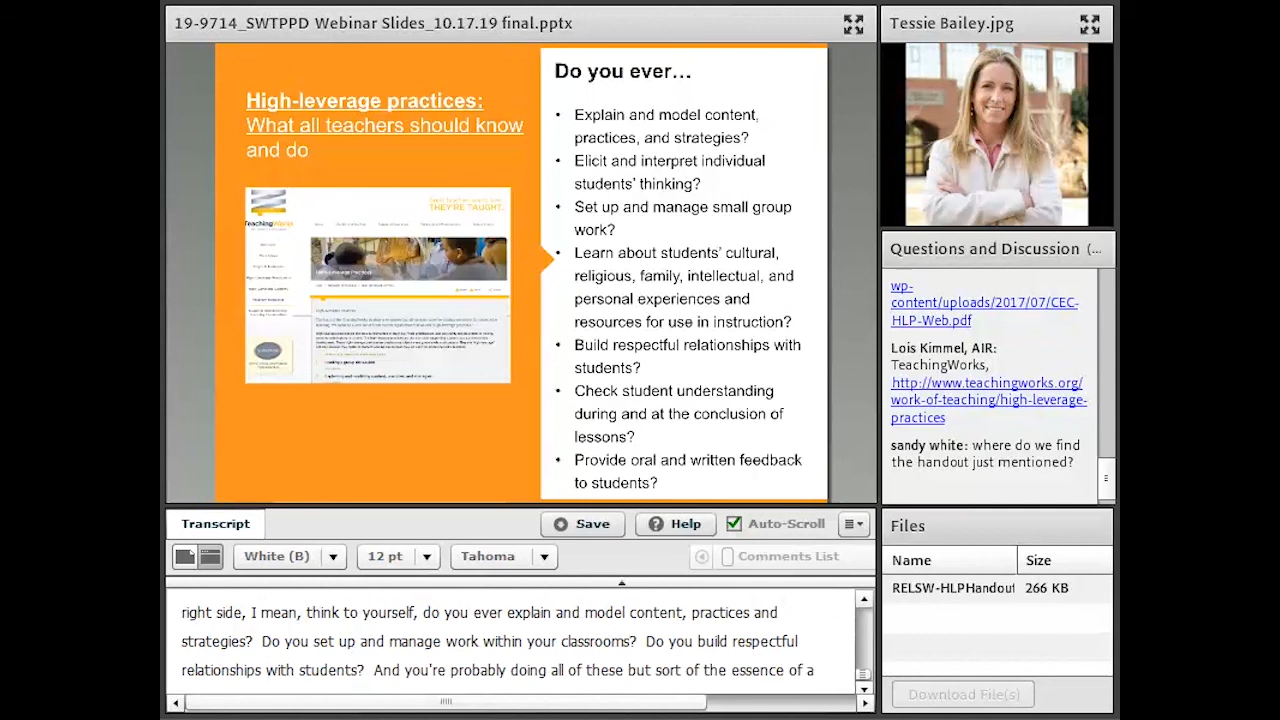 19-9714_SWTPPD Webinar Slides_10.17.19 final.pptx
High-leverage practices:
What all teachers should know
and do
THEY'RE TAUGHT.
TeachingWorks
Do you ever…
• Explain and model content,
practices, and strategies?
• Elicit and interpret individual
students' thinking?
• Set up and manage small group
work?
• Learn about students' cultural,
religious, family, intellectual, and
personal experiences and
resources for use in instruction?
• Build respectful relationships with
students?
• Check student understanding
during and at the conclusion of
lessons?
• Provide oral and written feedback
to students?
Tessie Bailey.jpg
Questions and Discussion (...
wp-
content/uploads/2017/07/CEC-
HLP-Web.pdf
Lois Kimmel, AIR:
TeachingWorks,
http://www.teachingworks.org/
work-of-teaching/high-leverage-
practices
sandy white: where do we find
the handout just mentioned?
Transcript
Save
Help
Auto-Scroll
White (B)
12 pt
Tahoma
Comments List
right side, I mean, think to yourself, do you ever explain and model content, practices and
strategies?  Do you set up and manage work within your classrooms?  Do you build respectful
relationships with students?  And you're probably doing all of these but sort of the essence of a
Files
Name Size
RELSW-HLPHandout 266 KB
Download File(s)